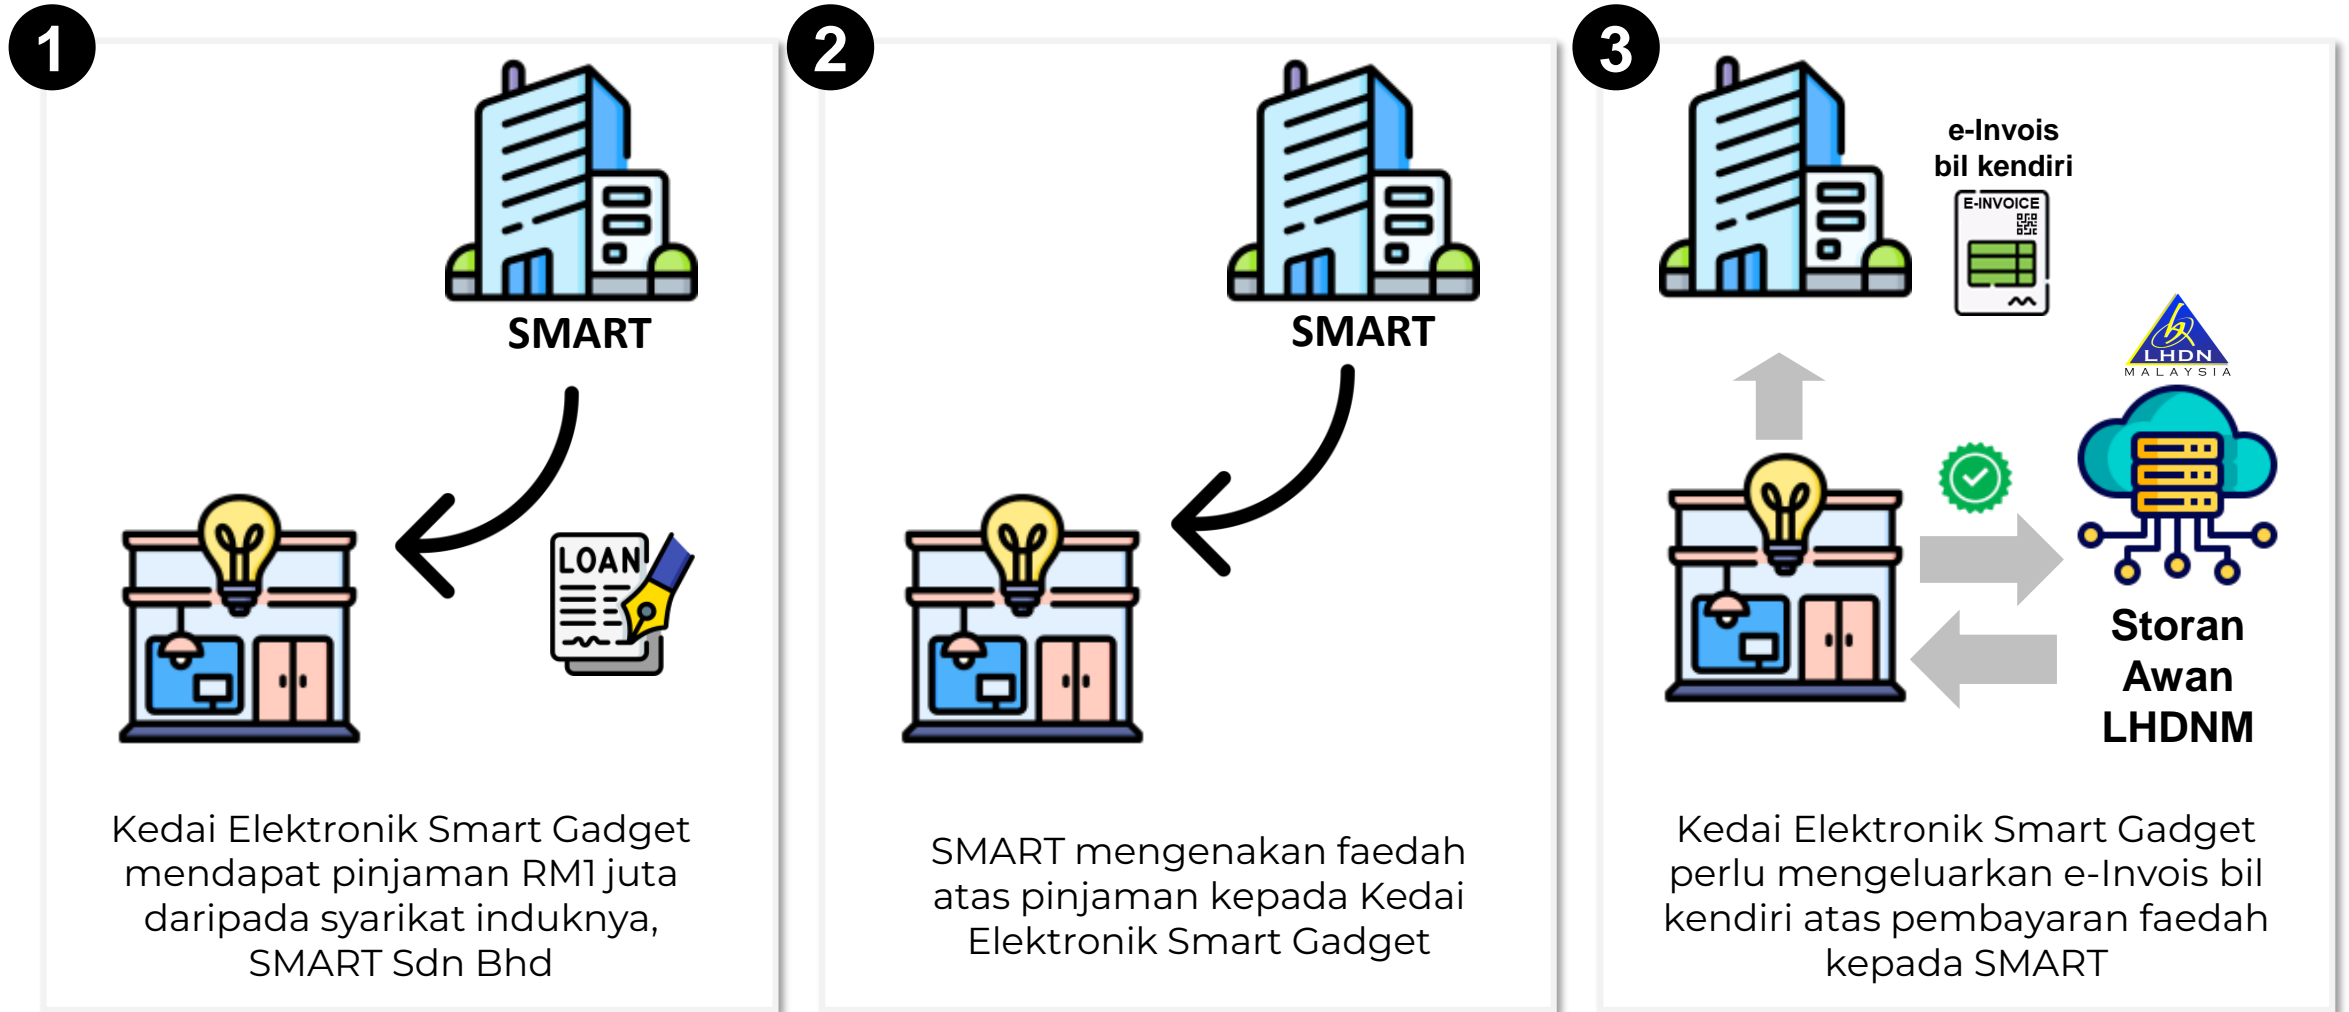 1
SMART
LOAN
Kedai Elektronik Smart Gadget
mendapat pinjaman RM1 juta
daripada syarikat induknya,
SMART Sdn Bhd
2
SMART
SMART mengenakan faedah
atas pinjaman kepada Kedai
Elektronik Smart Gadget
3
e-Invois
bil kendiri
E-INVOICE
LHDN
MALAYSIA
Storan
Awan
LHDNM
Kedai Elektronik Smart Gadget
perlu mengeluarkan e-Invois bil
kendiri atas pembayaran faedah
kepada SMART